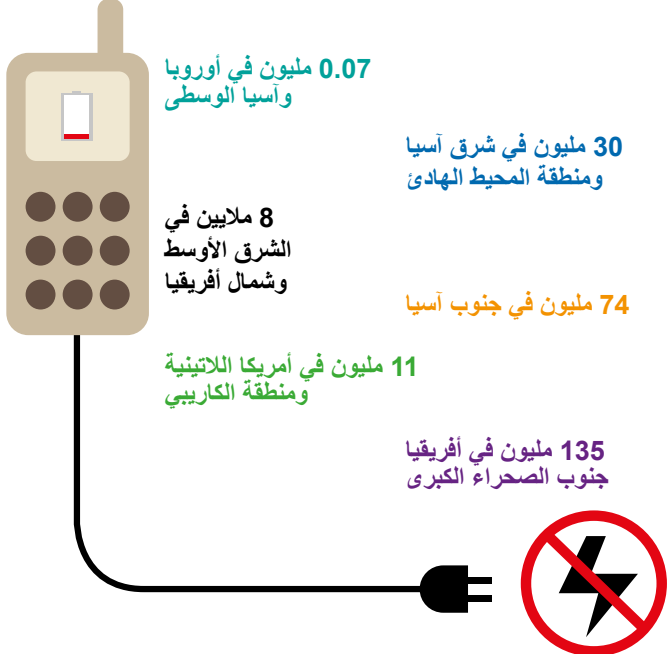 0.07 مليون في أوروبا
وآسيا الوسطى
30 مليون في شرق آسيا
ومنطقة المحيط الهادئ
8 ملايين في
الشرق الأوسط
وشمال أفريقيا
74 مليون في جنوب آسيا
11 مليون في أمريكا اللاتينية
ومنطقة الكاريبي
135 مليون في أفريقيا
جنوب الصحراء الكبرى